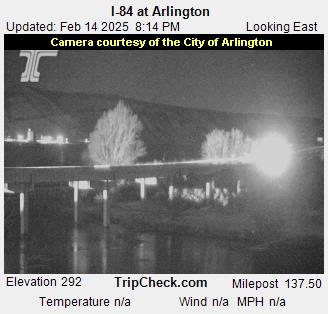 I-84 at Arlington
Updated: Feb 14 2025 8:14 PM Looking East
Camera courtesy of the City of Arlington
Elevation 292 TripCheck.com Milepost 137.50
Temperature n/a Wind n/a MPH n/a